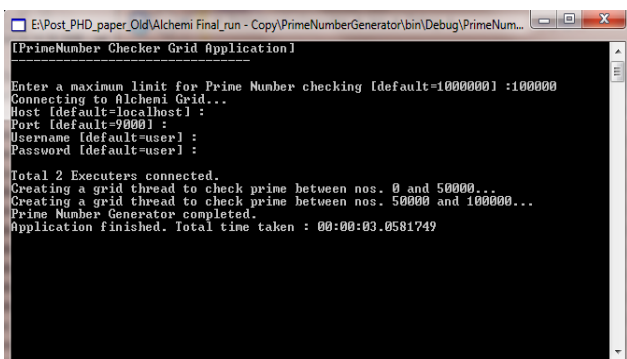 E:\Post_PHD_paper_Old\Alchemi Final_run - Copy\PrimeNumberGenerator\bin\Debug\PrimeNum...
[PrimeNumber Checker Grid Application]
--------------------------------
Enter a maximum limit for Prime Number checking [default=1000000] :100000
Connecting to Alchemi Grid...
Host [default=localhost] :
Port [default=9000] :
Username [default=user] :
Password [default=user] :
Total 2 Executers connected.
Creating a grid thread to check prime between nos. 0 and 50000...
Creating a grid thread to check prime between nos. 50000 and 100000...
Prime Number Generator completed.
Application finished. Total time taken : 00:00:03.0581749